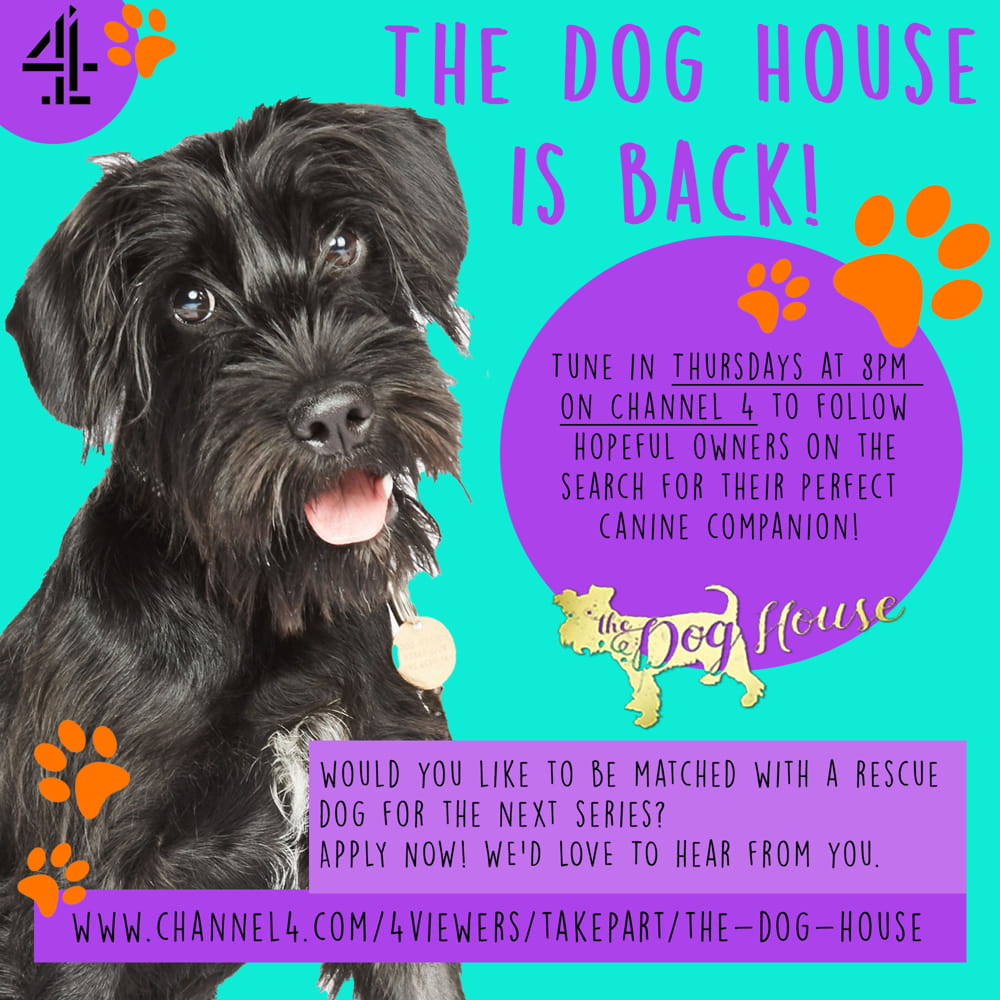 4
THE DOG HOUSE
IS BACK!
TUNE IN THURSDAYS AT 8PM
ON CHANNEL 4 TO FOLLOW
HOPEFUL OWNERS ON THE
SEARCH FOR THEIR PERFECT
CANINE COMPANION!
the Dog House
WOULD YOU LIKE TO BE MATCHED WITH A RESCUE
DOG FOR THE NEXT SERIES?
APPLY NOW! WE'D LOVE TO HEAR FROM YOU.
WWW.CHANNEL4.COM/4VIEWERS/TAKEPART/THE-DOG-HOUSE